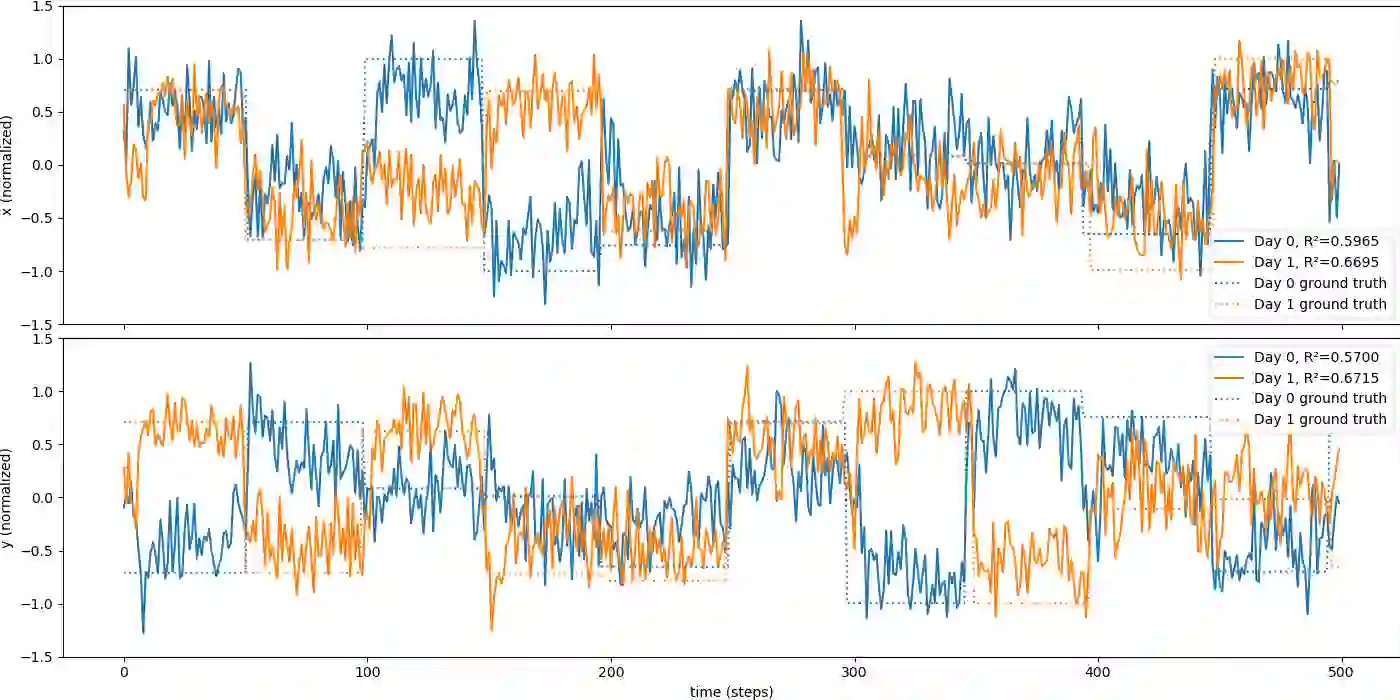 1.5
1.0
0.5
0.0
−0.5
−1.0
−1.5
x (normalized)
Day 0, R²=0.5965
Day 1, R²=0.6695
Day 0 ground truth
Day 1 ground truth
1.5
1.0
0.5
0.0
−0.5
−1.0
−1.5
y (normalized)
Day 0, R²=0.5700
Day 1, R²=0.6715
Day 0 ground truth
Day 1 ground truth
0 100 200 300 400 500
time (steps)